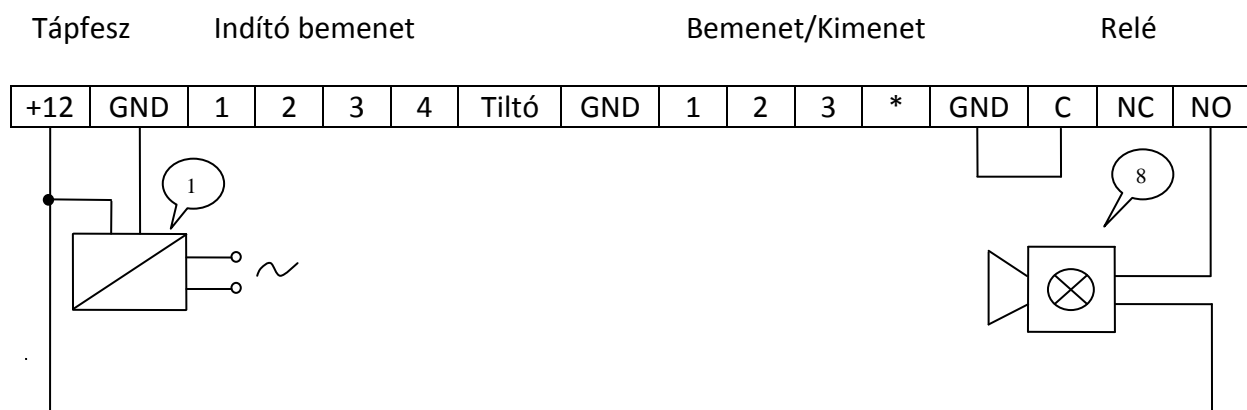 Tápfesz Indító bemenet Bemenet/Kimenet Relé
+12 GND 1 2 3 4 Tiltó GND 1 2 3 * GND C NC NO
1 8